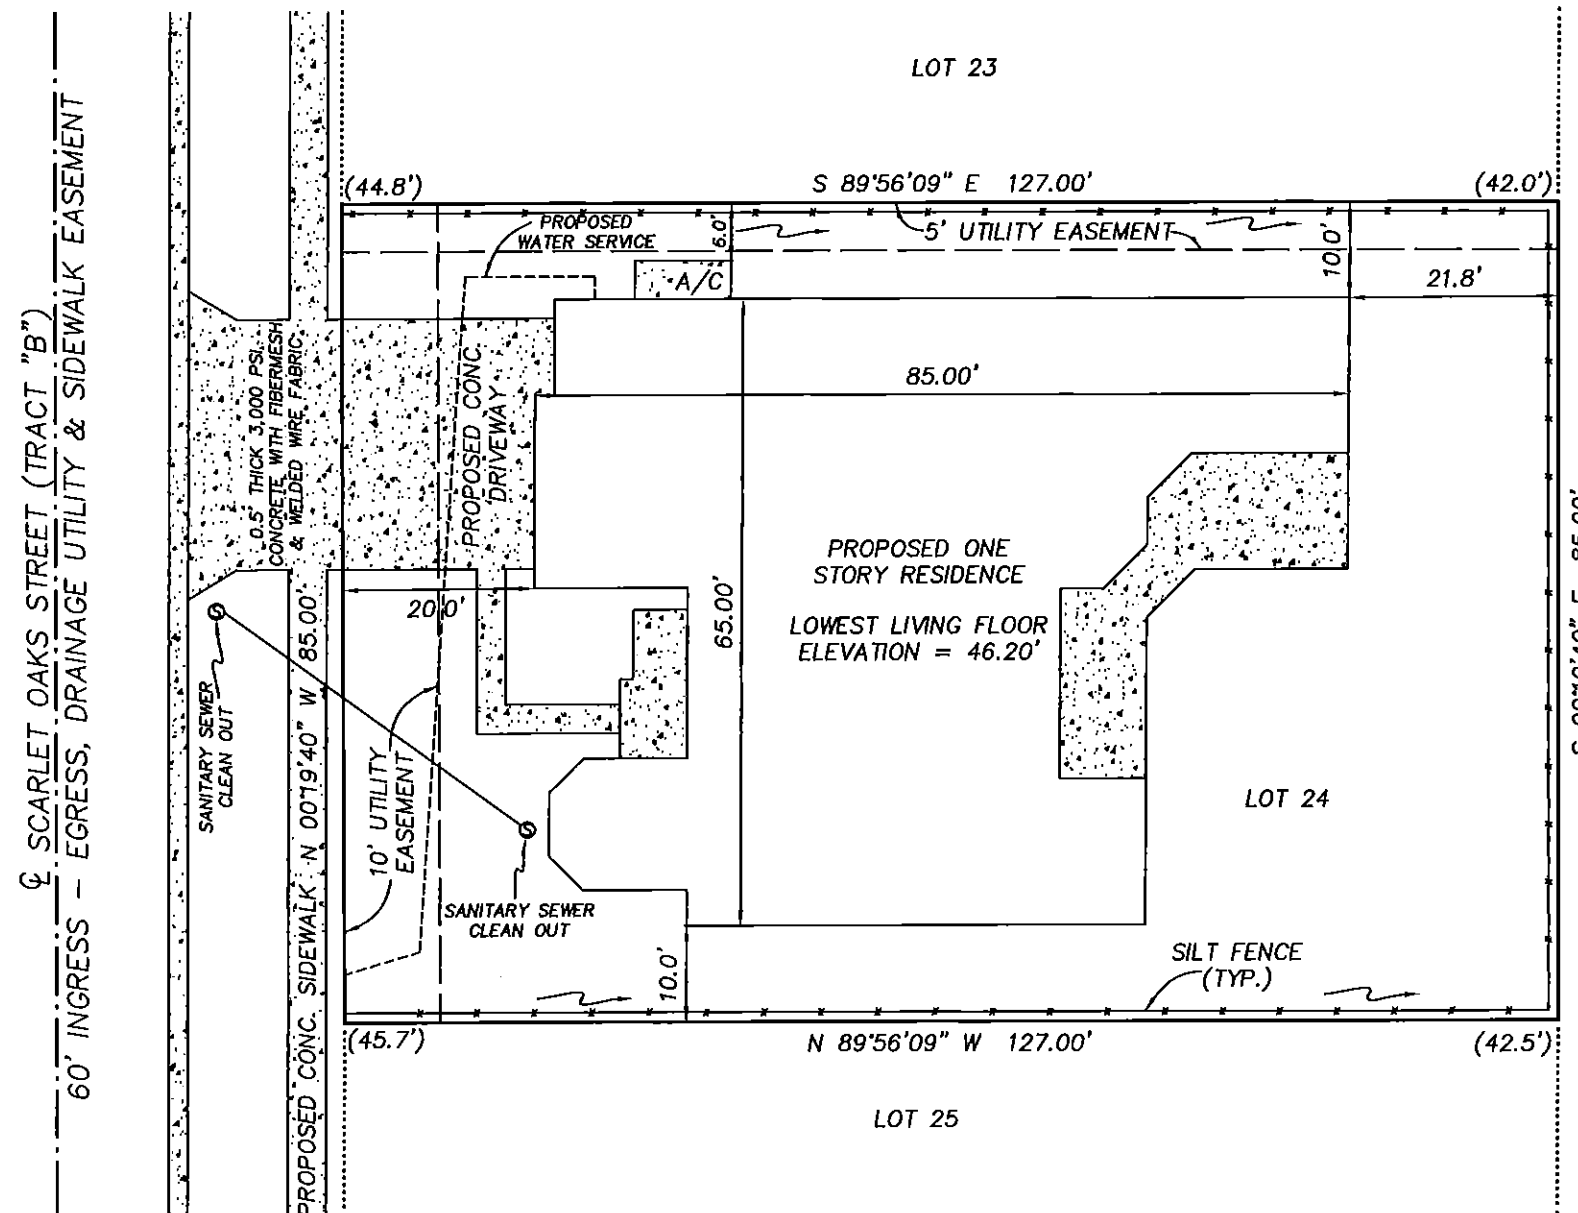 LOT 23
(44.8')
S 89°56'09" E 127.00'
(42.0')
PROPOSED
WATER SERVICE
6.0'
5' UTILITY EASEMENT
10.0'
21.8'
A/C
℄ SCARLET OAKS STREET (TRACT "B")
60' INGRESS - EGRESS, DRAINAGE UTILITY & SIDEWALK EASEMENT
0.5' THICK 3,000 PSI
CONCRETE WITH FIBERMESH
& WELDED WIRE FABRIC
PROPOSED CONC.
DRIVEWAY
85.00'
PROPOSED ONE
STORY RESIDENCE
LOWEST LIVING FLOOR
ELEVATION = 46.20'
65.00'
20.0'
SANITARY SEWER
CLEAN OUT
PROPOSED CONC. SIDEWALK
N 00°19'40" W 85.00'
10' UTILITY
EASEMENT
SANITARY SEWER
CLEAN OUT
LOT 24
10.0'
SILT FENCE
(TYP.)
(45.7')
N 89°56'09" W 127.00'
(42.5')
LOT 25